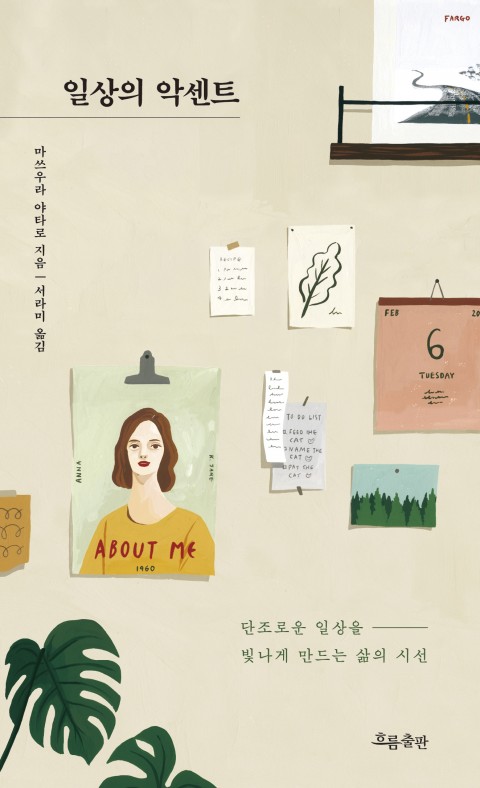 FARGO
일상의 악센트
마쓰우라 야타로 지음 — 서라미 옮김
RECIPE
FEB
20
6
TUESDAY
TO DO LIST
FEED THE
CAT ♡
NAME THE
CAT ♡
PAY THE
CAT ♡
ANNA
ABOUT ME
1960
단조로운 일상을
빛나게 만드는 삶의 시선
흐름출판